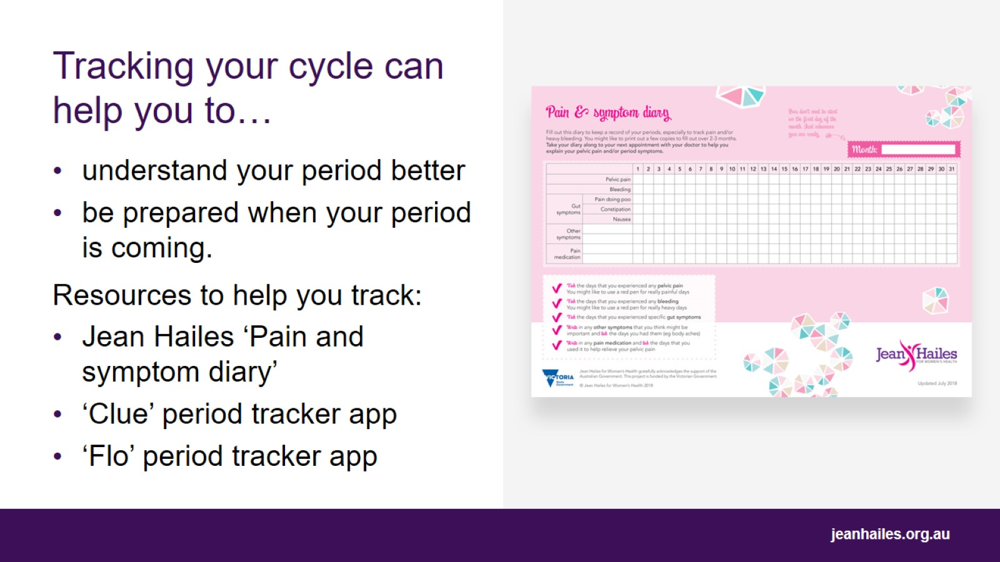 Tracking your cycle can
help you to…
• understand your period better
• be prepared when your period
is coming.
Resources to help you track:
• Jean Hailes ‘Pain and
symptom diary’
• ‘Clue’ period tracker app
• ‘Flo’ period tracker app
Pain & symptom diary
Fill out this diary to keep a record of your periods, especially to track pain and/or
heavy bleeding. You might like to print out a few copies to fill out over 2-3 months.
Take your diary along to your next appointment with your doctor to help you
explain your pelvic pain and/or period symptoms.
You don't need to start
on the first day of the
month. Just whenever
you are ready.
Month:
1 2 3 4 5 6 7 8 9 10 11 12 13 14 15 16 17 18 19 20 21 22 23 24 25 26 27 28 29 30 31
Pelvic pain
Bleeding
Gut
symptoms
Pain doing poo
Constipation
Nausea
Other
symptoms
Pain
medication
Tick the days that you experienced any pelvic pain
You might like to use a red pen for really painful days
Tick the days that you experienced any bleeding
You might like to use a red pen for really heavy days
Tick the days that you experienced specific gut symptoms
Write in any other symptoms that you think might be
important and tick the days you had them (eg body aches)
Write in any pain medication and tick the days that you
used it to help relieve your pelvic pain
VICTORIA
State
Government
Jean Hailes for Women's Health gratefully acknowledges the support of the
Australian Government. This project is funded by the Victorian Government.
© Jean Hailes for Women's Health 2018
Jean Hailes
FOR WOMEN'S HEALTH
Updated July 2018
jeanhailes.org.au